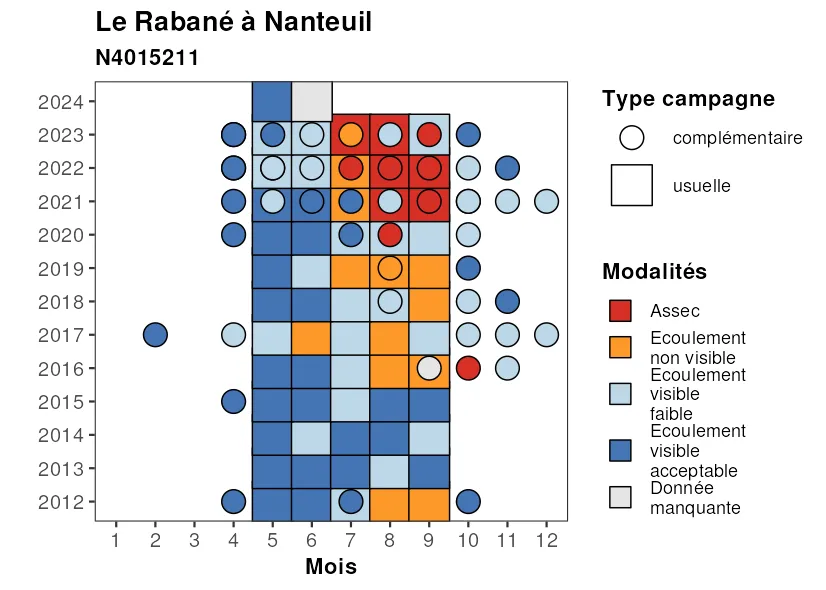 Le Rabané à Nanteuil
N4015211
2024
2023
2022
2021
2020
2019
2018
2017
2016
2015
2014
2013
2012
1 2 3 4 5 6 7 8 9 10 11 12
Mois
Type campagne
complémentaire
usuelle
Modalités
Assec
Ecoulement
non visible
Ecoulement
visible
faible
Ecoulement
visible
acceptable
Donnée
manquante